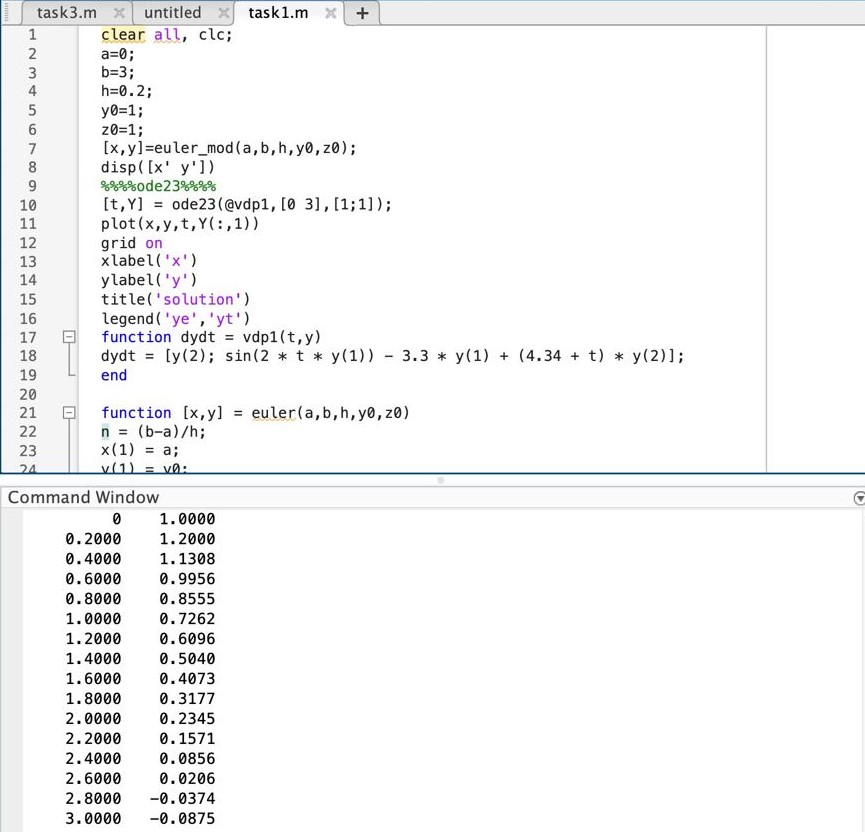 task3.m × untitled × task1.m × +
1 clear all, clc;
2 a=0;
3 b=3;
4 h=0.2;
5 y0=1;
6 z0=1;
7 [x,y]=euler_mod(a,b,h,y0,z0);
8 disp([x' y'])
9 %%%%ode23%%%%
10 [t,Y] = ode23(@vdp1,[0 3],[1;1]);
11 plot(x,y,t,Y(:,1))
12 grid on
13 xlabel('x')
14 ylabel('y')
15 title('solution')
16 legend('ye','yt')
17 function dydt = vdp1(t,y)
18 dydt = [y(2); sin(2 * t * y(1)) - 3.3 * y(1) + (4.34 + t) * y(2)];
19 end
20
21 function [x,y] = euler(a,b,h,y0,z0)
22 n = (b-a)/h;
23 x(1) = a;
24 y(1) = y0;
Command Window
0 1.0000
0.2000 1.2000
0.4000 1.1308
0.6000 0.9956
0.8000 0.8555
1.0000 0.7262
1.2000 0.6096
1.4000 0.5040
1.6000 0.4073
1.8000 0.3177
2.0000 0.2345
2.2000 0.1571
2.4000 0.0856
2.6000 0.0206
2.8000 -0.0374
3.0000 -0.0875